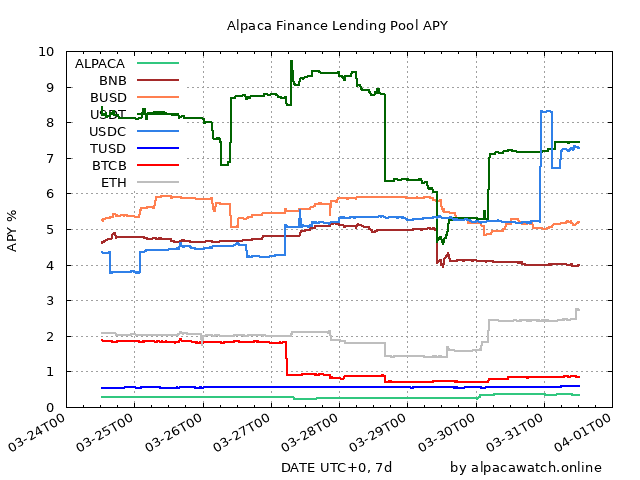 Alpaca Finance Lending Pool APY
10
9
8
7
6
5
4
3
2
1
0
APY %
ALPACA
BNB
BUSD
USDT
USDC
TUSD
BTCB
ETH
03-24T00
03-25T00
03-26T00
03-27T00
03-28T00
03-29T00
03-30T00
03-31T00
04-01T00
DATE UTC+0, 7d
by alpacawatch.online